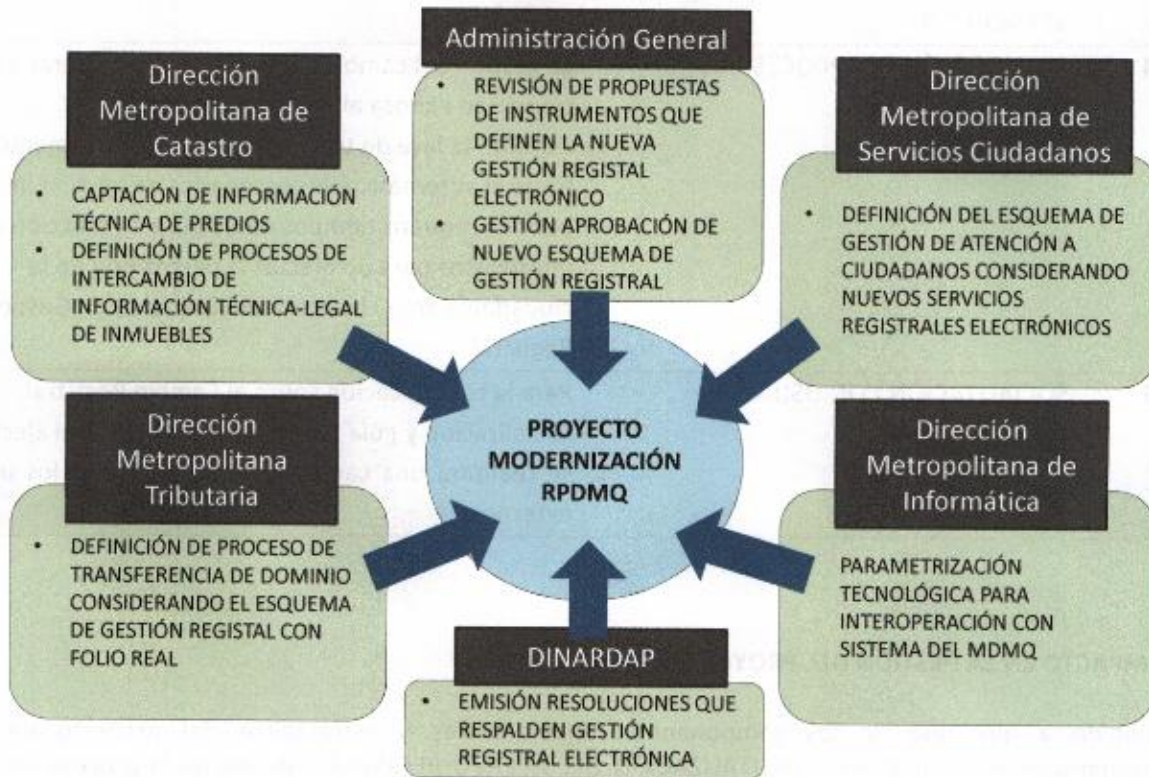 Administración General
• REVISIÓN DE PROPUESTAS
DE INSTRUMENTOS QUE
DEFINEN LA NUEVA
GESTIÓN REGISTAL
ELECTRÓNICO
• GESTIÓN APROBACIÓN DE
NUEVO ESQUEMA DE
GESTIÓN REGISTRAL
Dirección
Metropolitana de
Catastro
• CAPTACIÓN DE INFORMACIÓN
TÉCNICA DE PREDIOS
• DEFINICIÓN DE PROCESOS DE
INTERCAMBIO DE
INFORMACIÓN TÉCNICA-LEGAL
DE INMUEBLES
Dirección
Metropolitana de
Servicios Ciudadanos
• DEFINICIÓN DEL ESQUEMA DE
GESTIÓN DE ATENCIÓN A
CIUDADANOS CONSIDERANDO
NUEVOS SERVICIOS
REGISTRALES ELECTRÓNICOS
PROYECTO
MODERNIZACIÓN
RPDMQ
Dirección
Metropolitana
Tributaria
• DEFINICIÓN DE PROCESO DE
TRANSFERENCIA DE DOMINIO
CONSIDERANDO EL ESQUEMA
DE GESTIÓN REGISTAL CON
FOLIO REAL
Dirección
Metropolitana de
Informática
PARAMETRIZACIÓN
TECNOLÓGICA PARA
INTEROPERACIÓN CON
SISTEMA DEL MDMQ
DINARDAP
• EMISIÓN RESOLUCIONES QUE
RESPALDEN GESTIÓN
REGISTRAL ELECTRÓNICA